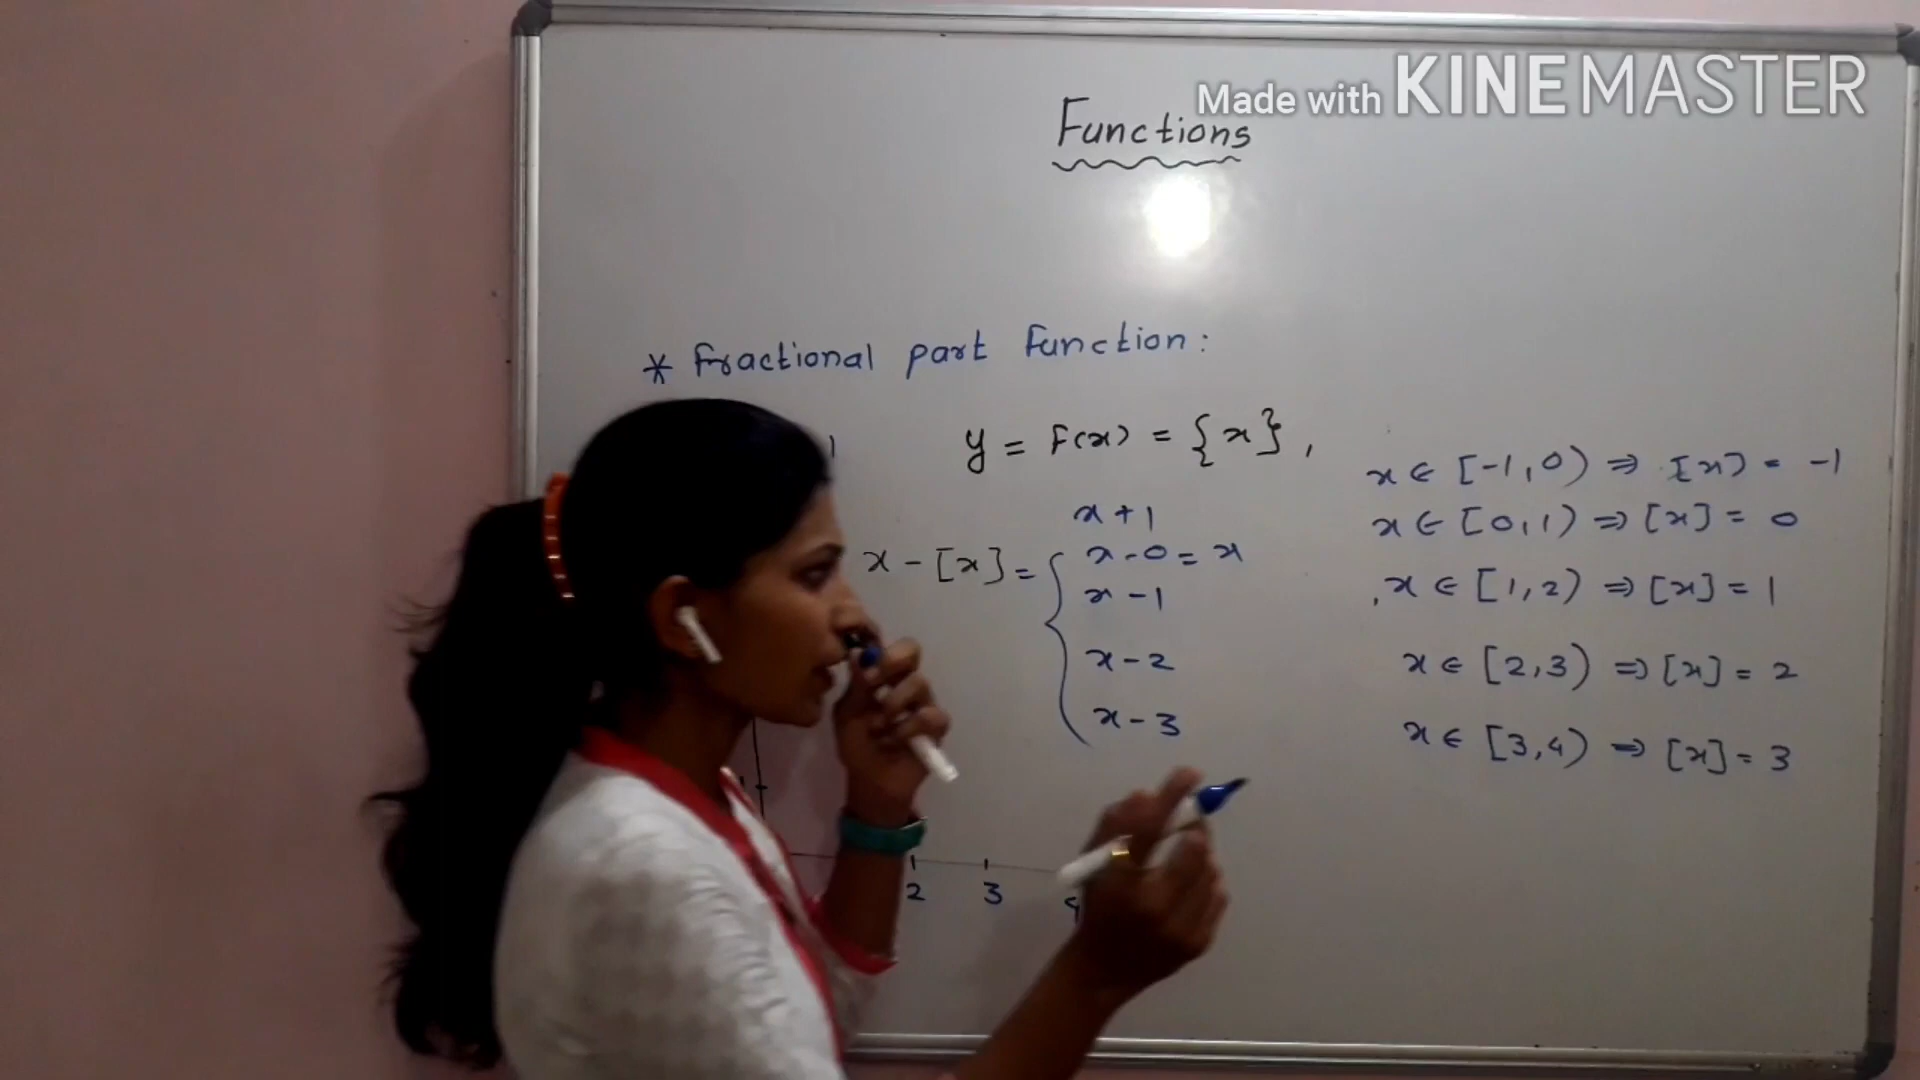 Made with KINEMASTER
Functions
* Fractional part Function:
y = F(x) = {x},
x - [x] = {
x + 1
x - 0 = x
x - 1
x - 2
x - 3
x ∈ [-1, 0) ⇒ [x] = -1
x ∈ [0, 1) ⇒ [x] = 0
x ∈ [1, 2) ⇒ [x] = 1
x ∈ [2, 3) ⇒ [x] = 2
x ∈ [3, 4) ⇒ [x] = 3
2 3 4